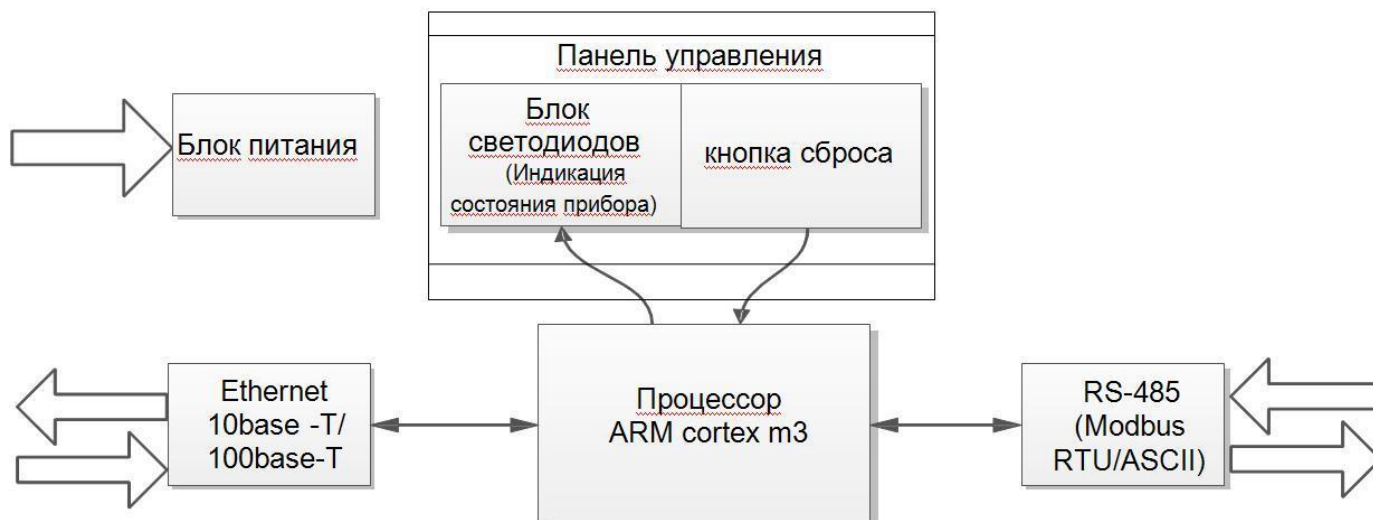 Панель управления
Блок питания
Блок
светодиодов
(Индикация
состояния прибора)
кнопка сброса
Ethernet
10base -T/
100base-T
Процессор
ARM cortex m3
RS-485
(Modbus
RTU/ASCII)